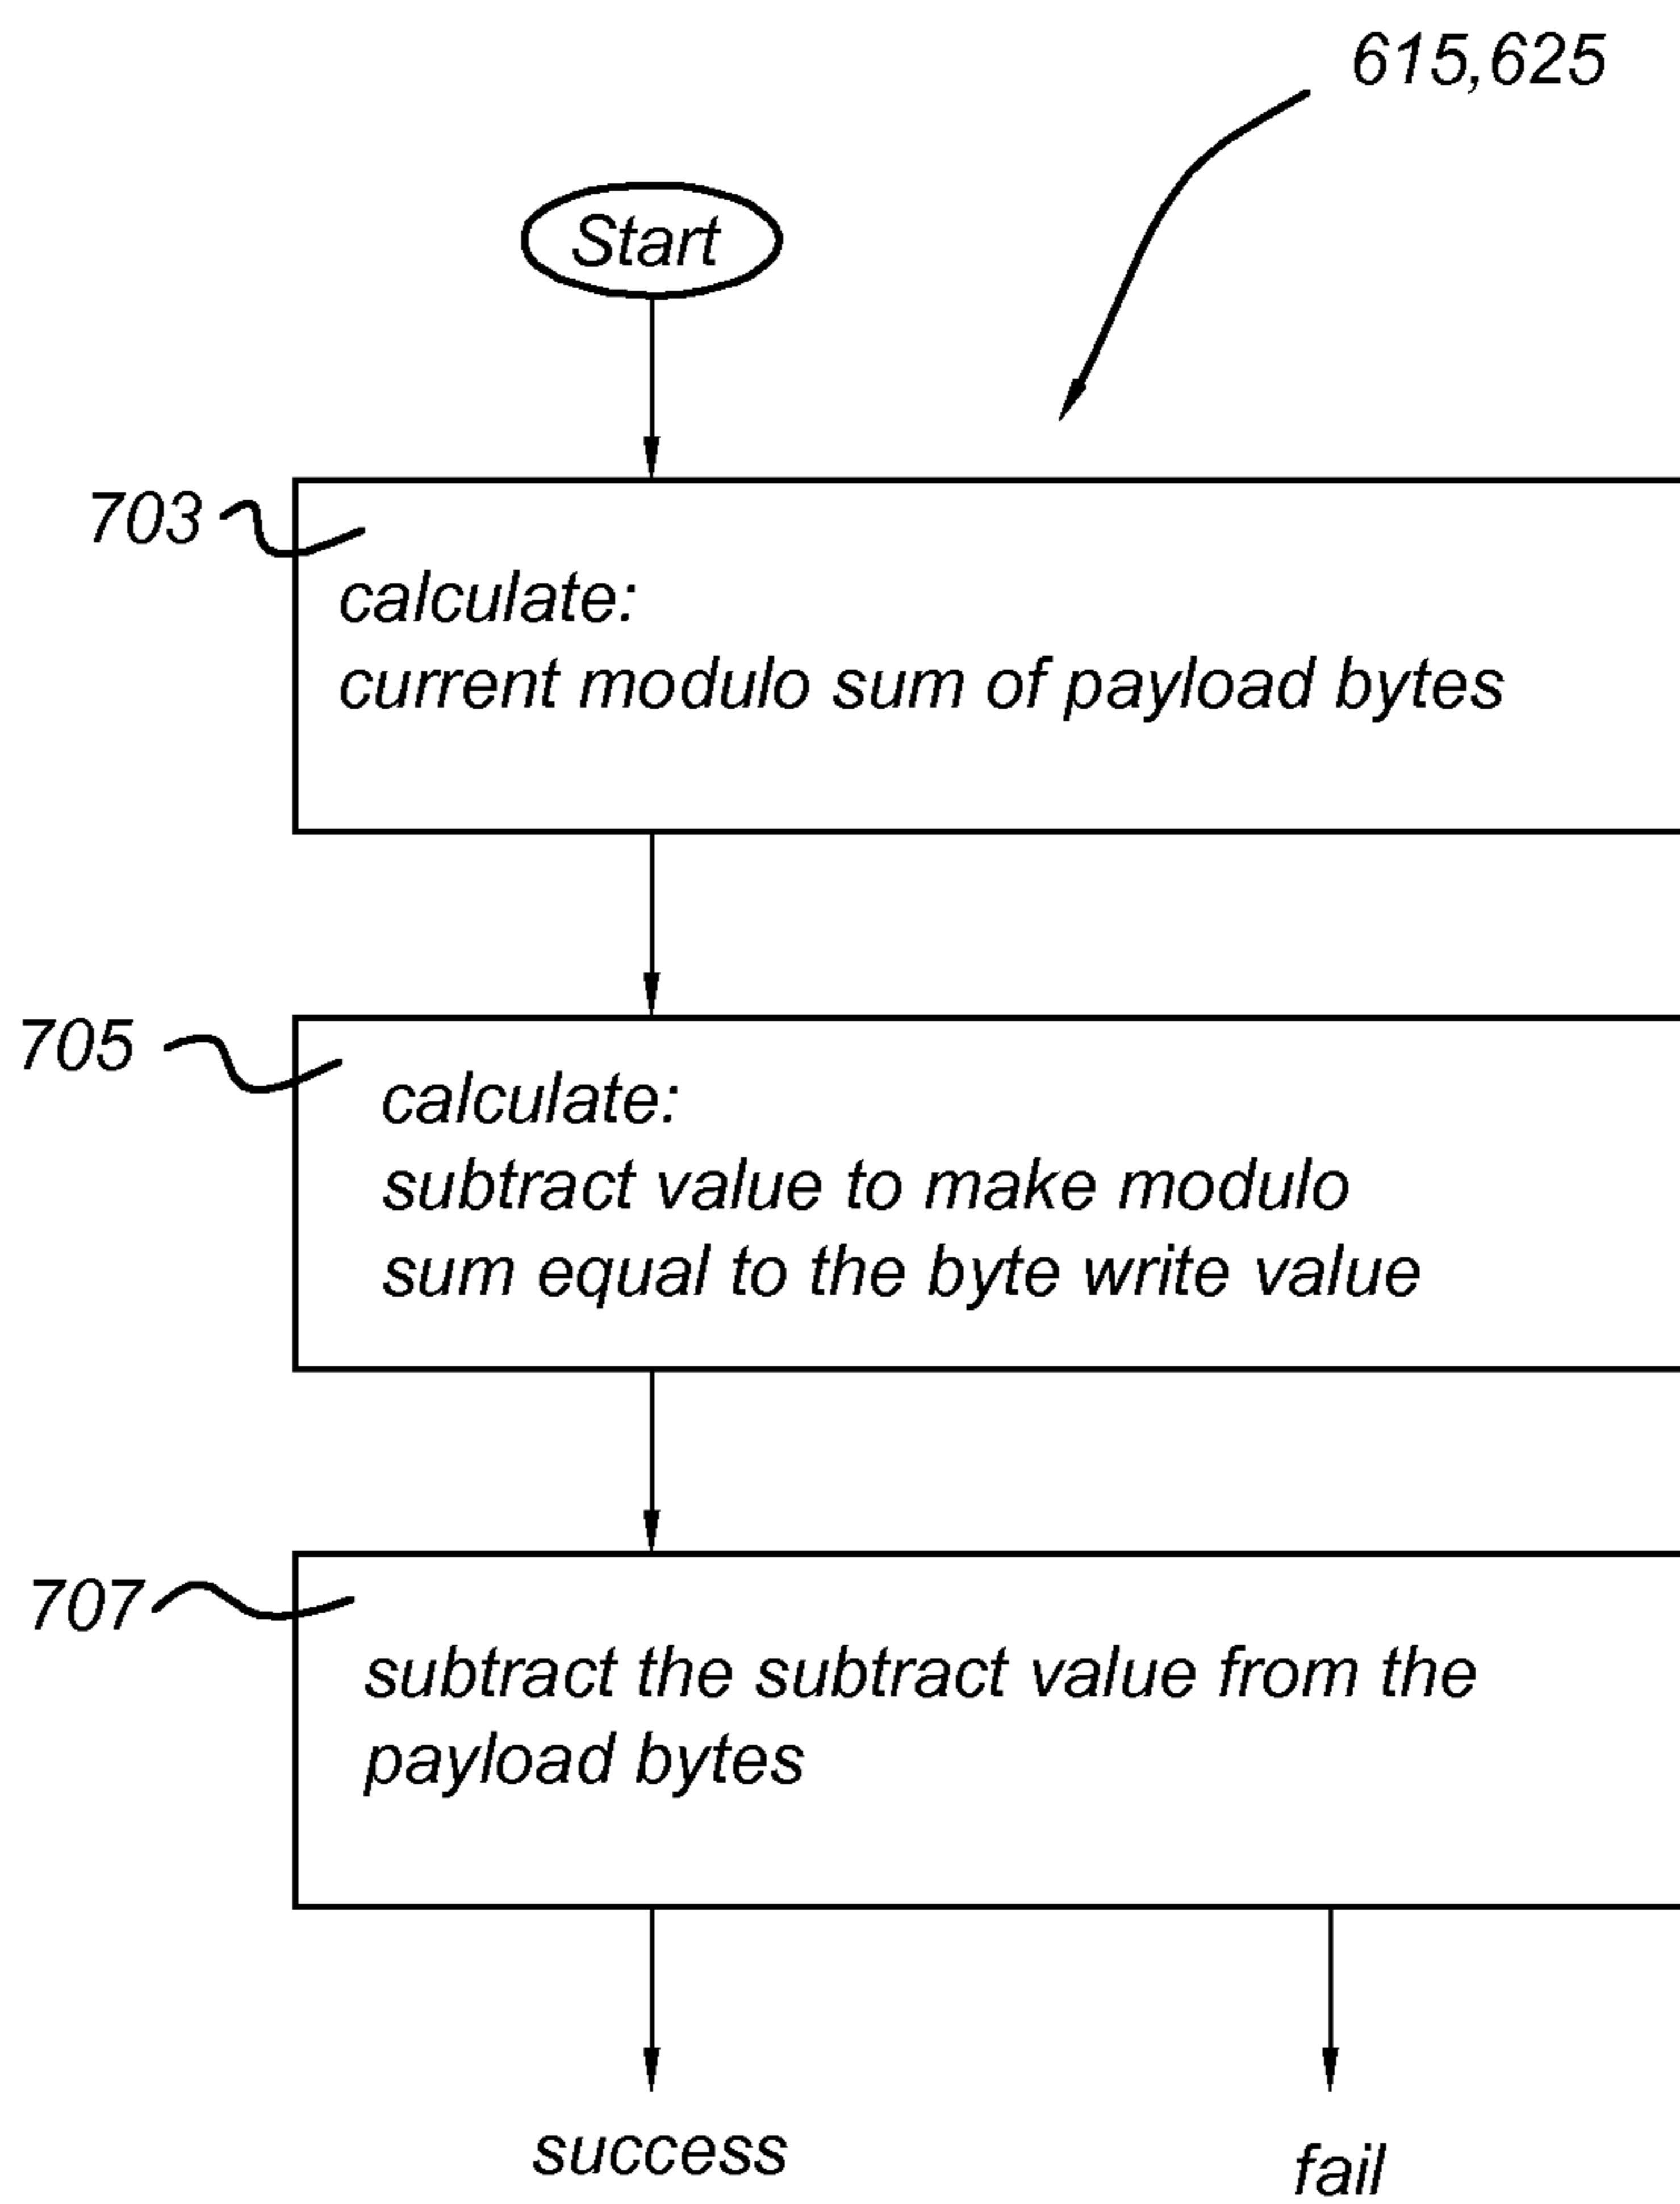 615,625
Start
703
calculate:
current modulo sum of payload bytes
705
calculate:
subtract value to make modulo
sum equal to the byte write value
707
subtract the subtract value from the
payload bytes
success
fail